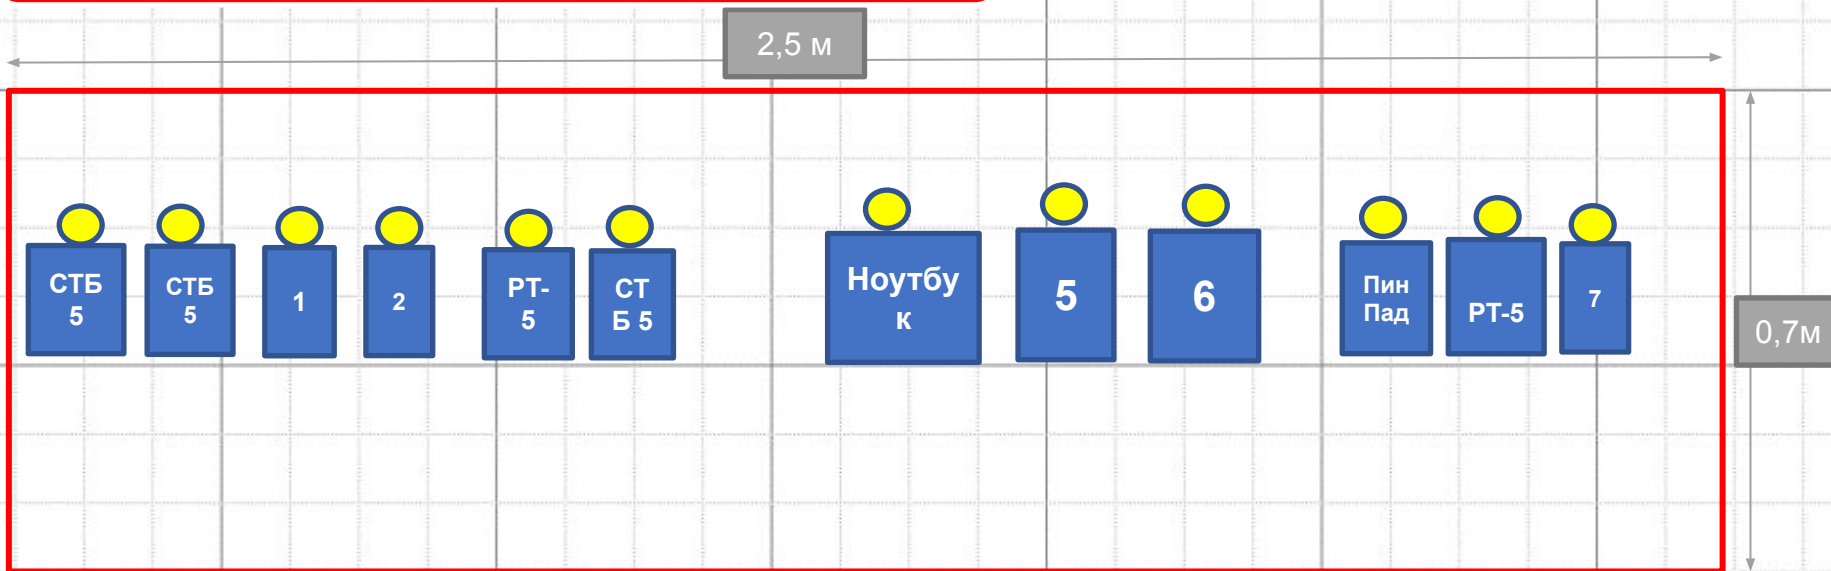 2,5 м
СТБ
5
СТБ
5
1
2
РТ-
5
СТ
Б 5
Ноутбу
к
5
6
Пин
Пад
РТ-5
7
0,7м